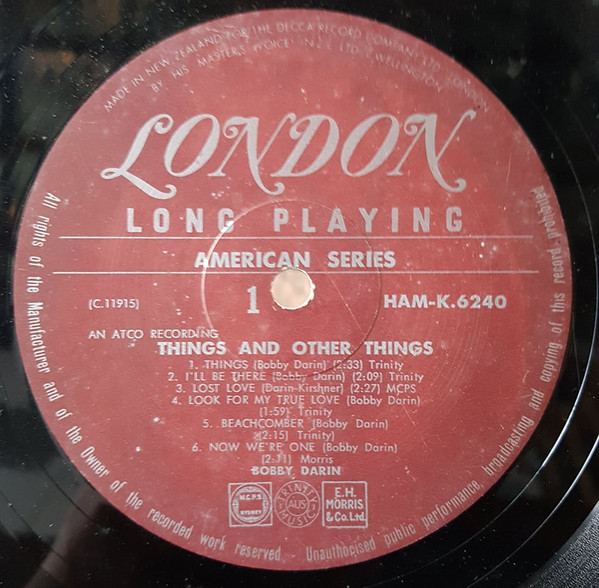 MADE IN NEW ZEALAND FOR THE DECCA RECORD COMPANY LTD. LONDON
BY 'HIS MASTER'S VOICE' N.Z. LTD. WELLINGTON
LONDON
LONG PLAYING
AMERICAN SERIES
(C.11915)
1
HAM-K.6240
AN ATCO RECORDING
THINGS AND OTHER THINGS
1. THINGS (Bobby Darin) (2:33) Trinity
2. I'LL BE THERE (Bobby Darin) (2:09) Trinity
3. LOST LOVE (Darin-Kirshner) (2:27) MCPS
4. LOOK FOR MY TRUE LOVE (Bobby Darin)
(1:59) Trinity
5. BEACHCOMBER (Bobby Darin)
(2:15) Trinity)
6. NOW WE'RE ONE (Bobby Darin)
(2:11) Morris
BOBBY DARIN
M.C.P.S
SYDNEY
TRINITY
AUS
MUSIC
E.H.
MORRIS
& Co. Ltd.
All rights of the Manufacturer and of the Owner of the recorded work reserved. - Unauthorised public performance, broadcasting and copying of this record prohibited